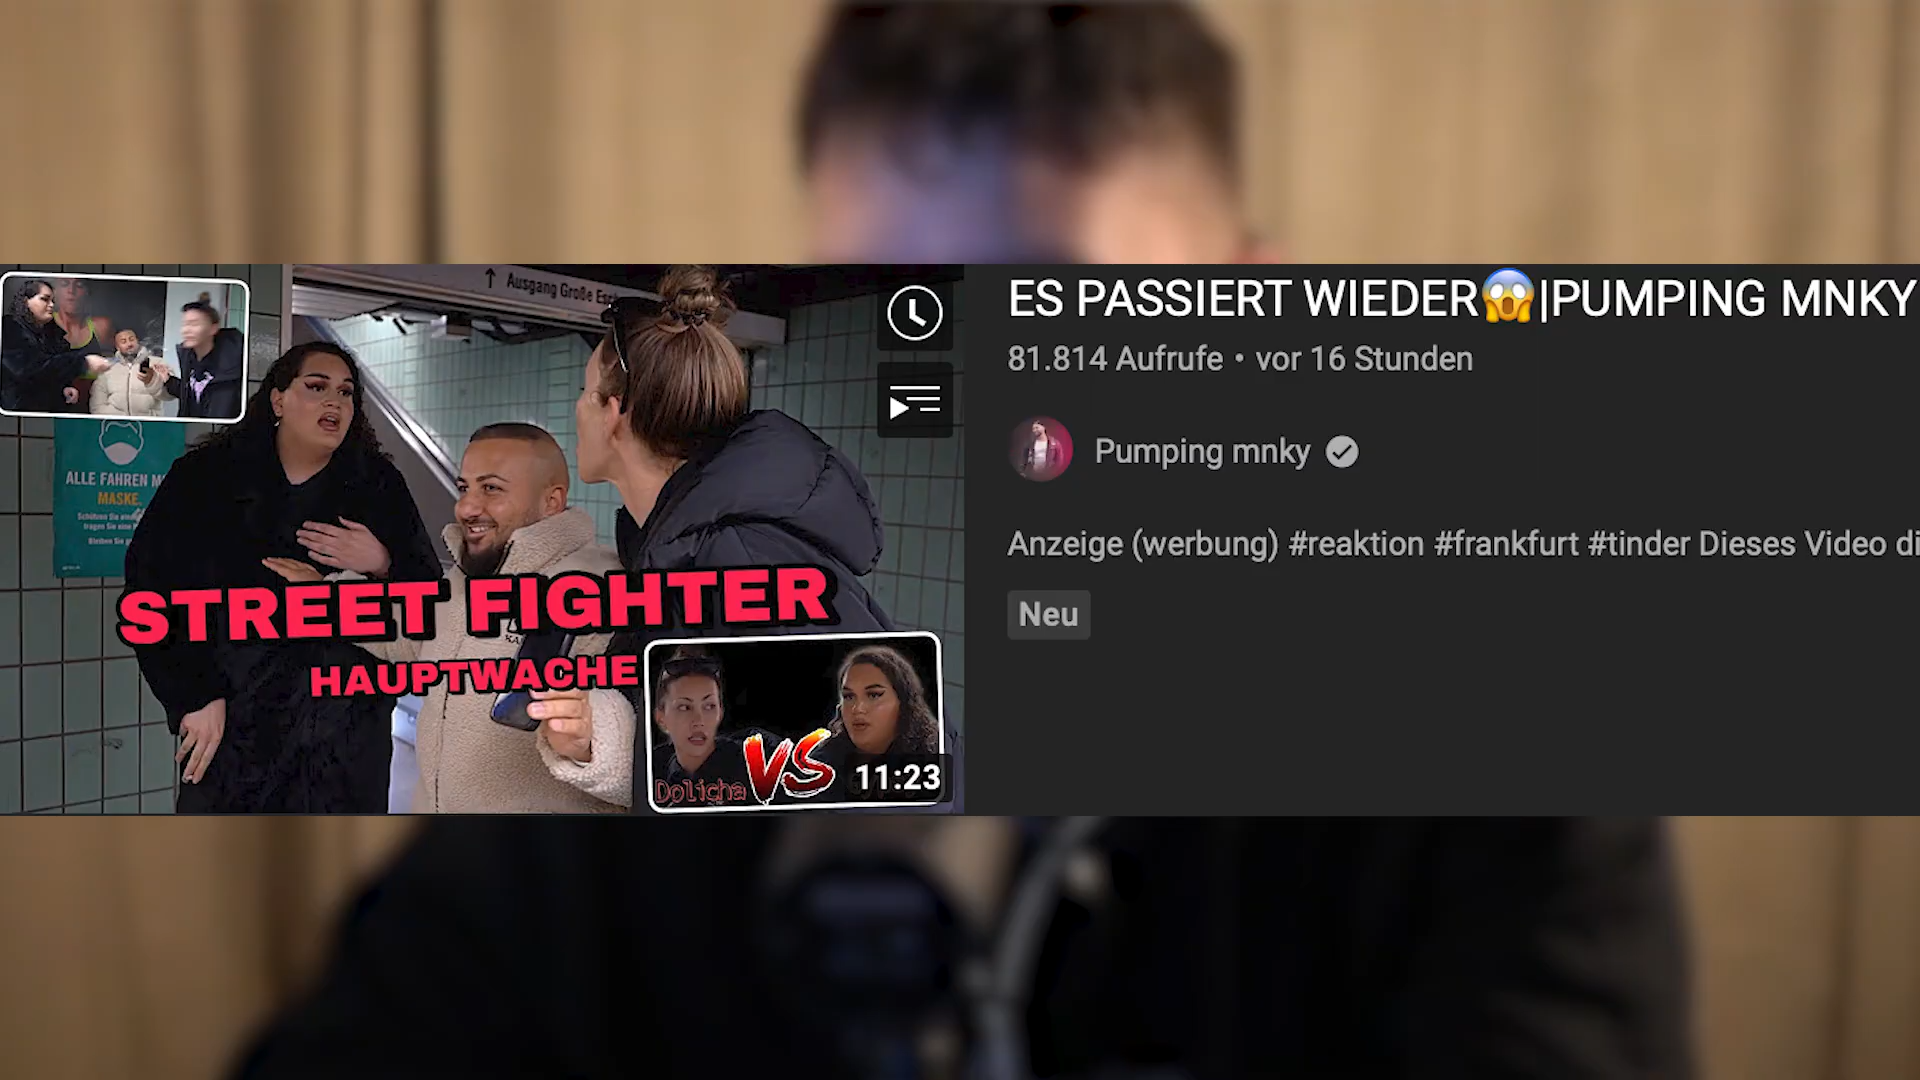 ↑ Ausgang Große Esch
ALLE FAHREN M
MASKE.
STREET FIGHTER
HAUPTWACHE
Dolicha
VS
11:23
ES PASSIERT WIEDER😱|PUMPING MNKY
81.814 Aufrufe • vor 16 Stunden
Pumping mnky
Anzeige (werbung) #reaktion #frankfurt #tinder Dieses Video di
Neu